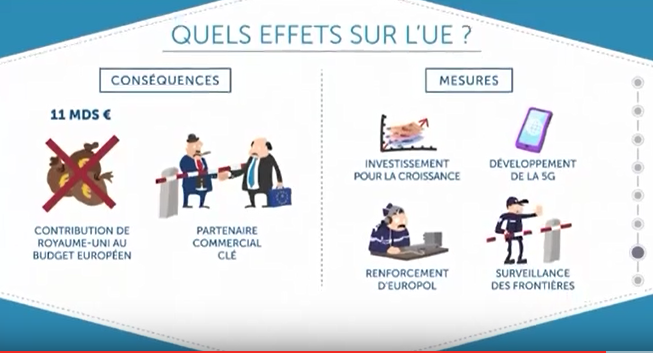 QUELS EFFETS SUR L'UE ?
CONSÉQUENCES
11 MDS €
CONTRIBUTION DE
ROYAUME-UNI AU
BUDGET EUROPÉEN
PARTENAIRE
COMMERCIAL
CLÉ
MESURES
INVESTISSEMENT
POUR LA CROISSANCE
DÉVELOPPEMENT
DE LA 5G
RENFORCEMENT
D'EUROPOL
SURVEILLANCE
DES FRONTIÈRES